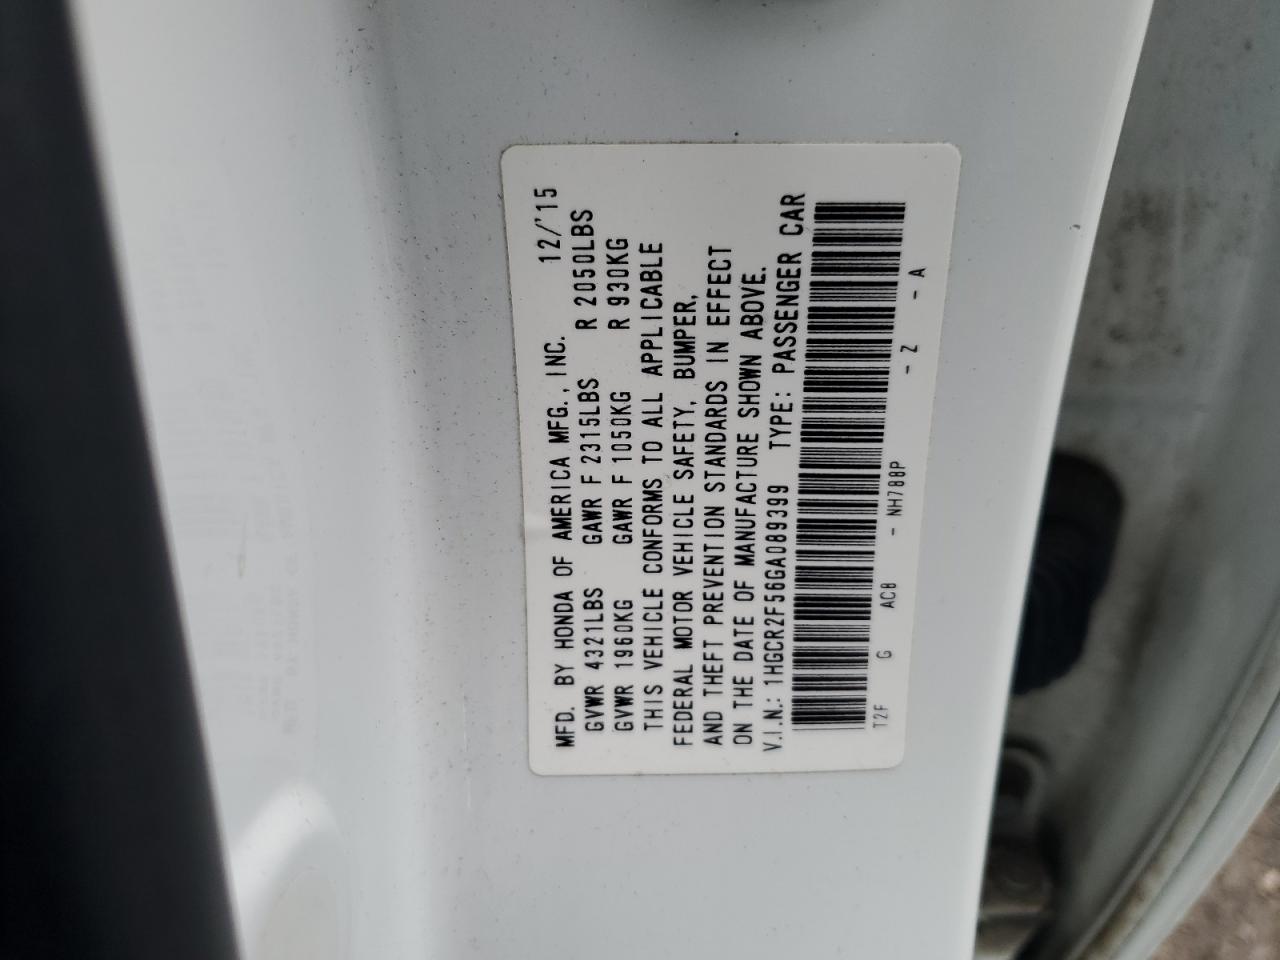 MFD. BY HONDA OF AMERICA MFG., INC. 12/'15
GVWR 4321LBS GAWR F 2315LBS R 2050LBS
GVWR 1960KG GAWR F 1050KG R 930KG
THIS VEHICLE CONFORMS TO ALL APPLICABLE
FEDERAL MOTOR VEHICLE SAFETY, BUMPER,
AND THEFT PREVENTION STANDARDS IN EFFECT
ON THE DATE OF MANUFACTURE SHOWN ABOVE.
V.I.N.: 1HGCR2F56GA089399 TYPE: PASSENGER CAR
T2F G AC8 - NH788P - Z - A